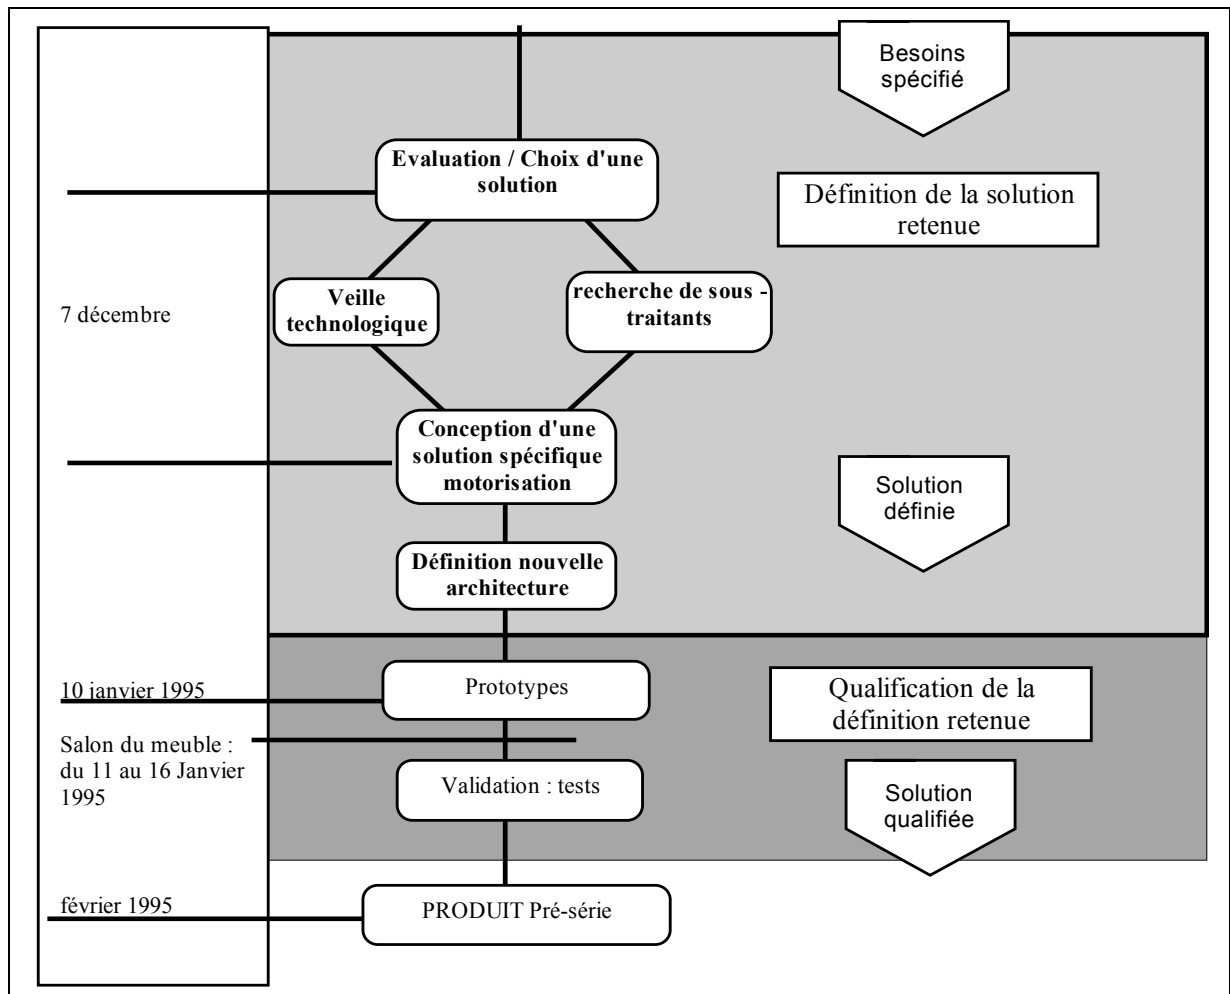 Besoins
spécifié
Evaluation / Choix d'une
solution
Définition de la solution
retenue
7 décembre
Veille
technologique
recherche de sous -
traitants
Conception d'une
solution spécifique
motorisation
Solution
définie
Définition nouvelle
architecture
10 janvier 1995
Prototypes
Qualification de la
définition retenue
Salon du meuble :
du 11 au 16 Janvier
1995
Validation : tests
Solution
qualifiée
février 1995
PRODUIT Pré-série